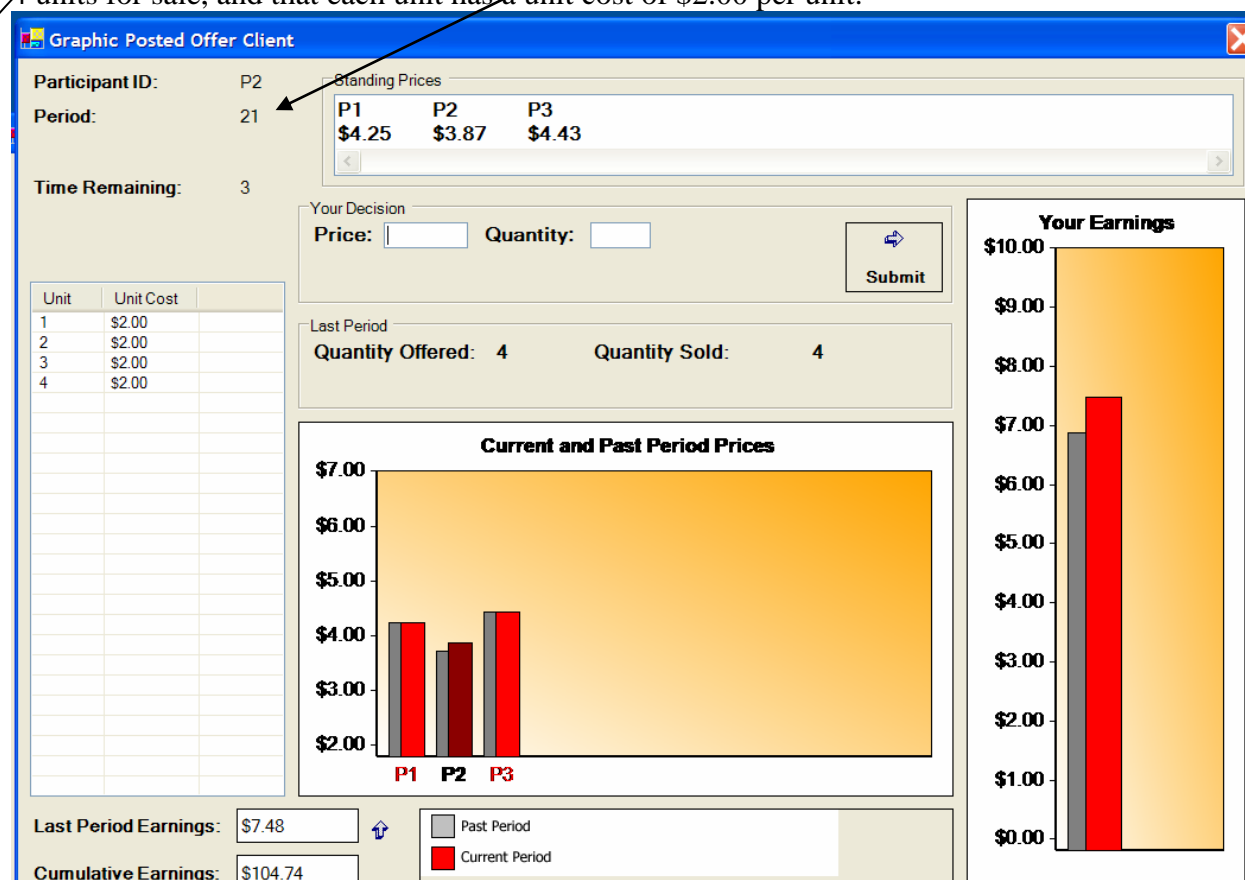 4 units for sale, and that each unit has a unit cost of $2.00 per unit.
Graphic Posted Offer Client
Participant ID: P2
Period: 21
Time Remaining: 3
Standing Prices
P1 P2 P3
$4.25 $3.87 $4.43
Your Decision
Price: Quantity:
Submit
Unit Unit Cost
1 $2.00
2 $2.00
3 $2.00
4 $2.00
Last Period
Quantity Offered: 4 Quantity Sold: 4
Current and Past Period Prices
$7.00
$6.00
$5.00
$4.00
$3.00
$2.00
P1 P2 P3
Your Earnings
$10.00
$9.00
$8.00
$7.00
$6.00
$5.00
$4.00
$3.00
$2.00
$1.00
$0.00
Last Period Earnings: $7.48
Cumulative Earnings: $104.74
Past Period
Current Period